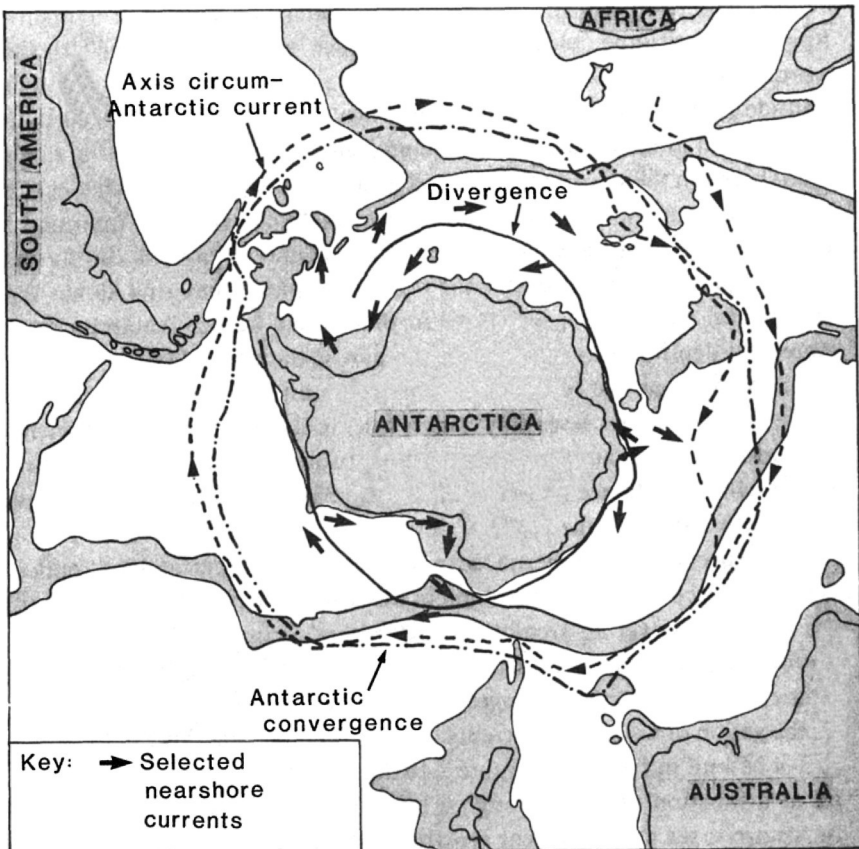 AFRICA
SOUTH AMERICA
Axis circum–
Antarctic current
Divergence
ANTARCTICA
Antarctic
convergence
Key: Selected
nearshore
currents
AUSTRALIA